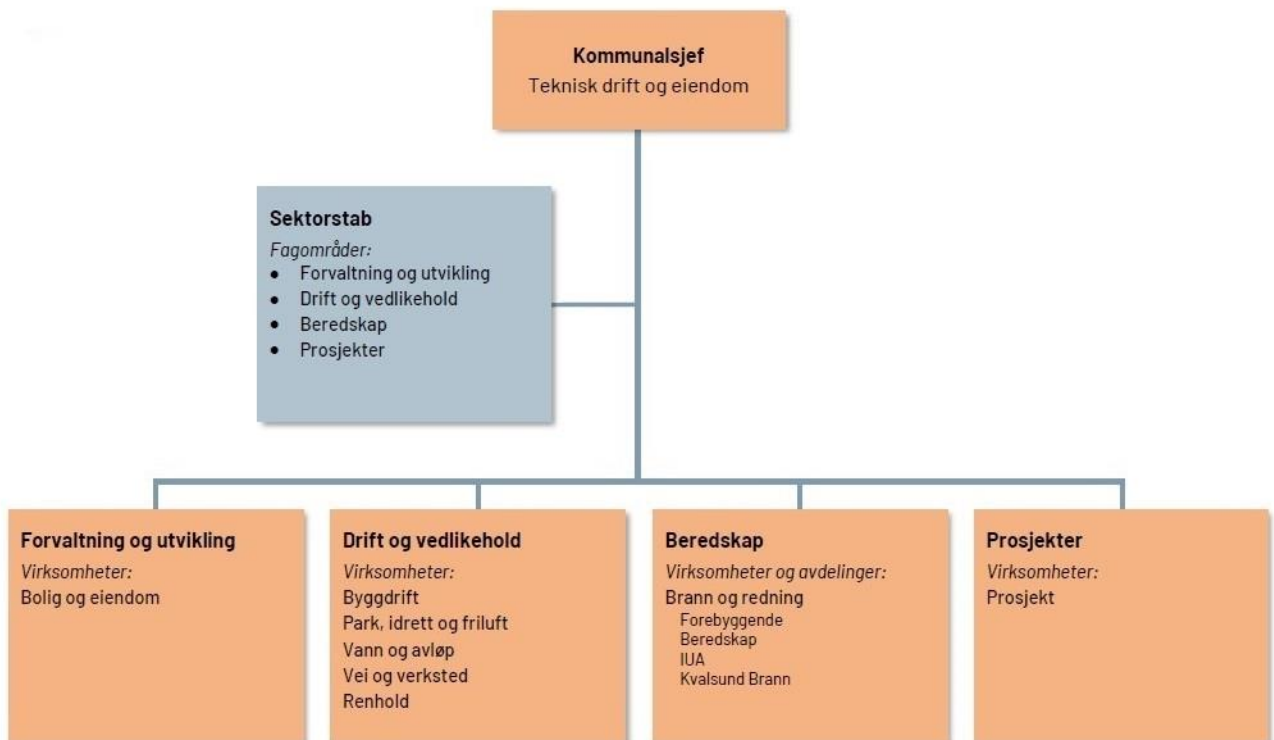 Kommunalsjef
Teknisk drift og eiendom
Sektorstab
Fagområder:
• Forvaltning og utvikling
• Drift og vedlikehold
• Beredskap
• Prosjekter
Forvaltning og utvikling
Virksomheter:
Bolig og eiendom
Drift og vedlikehold
Virksomheter:
Byggdrift
Park, idrett og friluft
Vann og avløp
Vei og verksted
Renhold
Beredskap
Virksomheter og avdelinger:
Brann og redning
Forebyggende
Beredskap
IUA
Kvalsund Brann
Prosjekter
Virksomheter:
Prosjekt